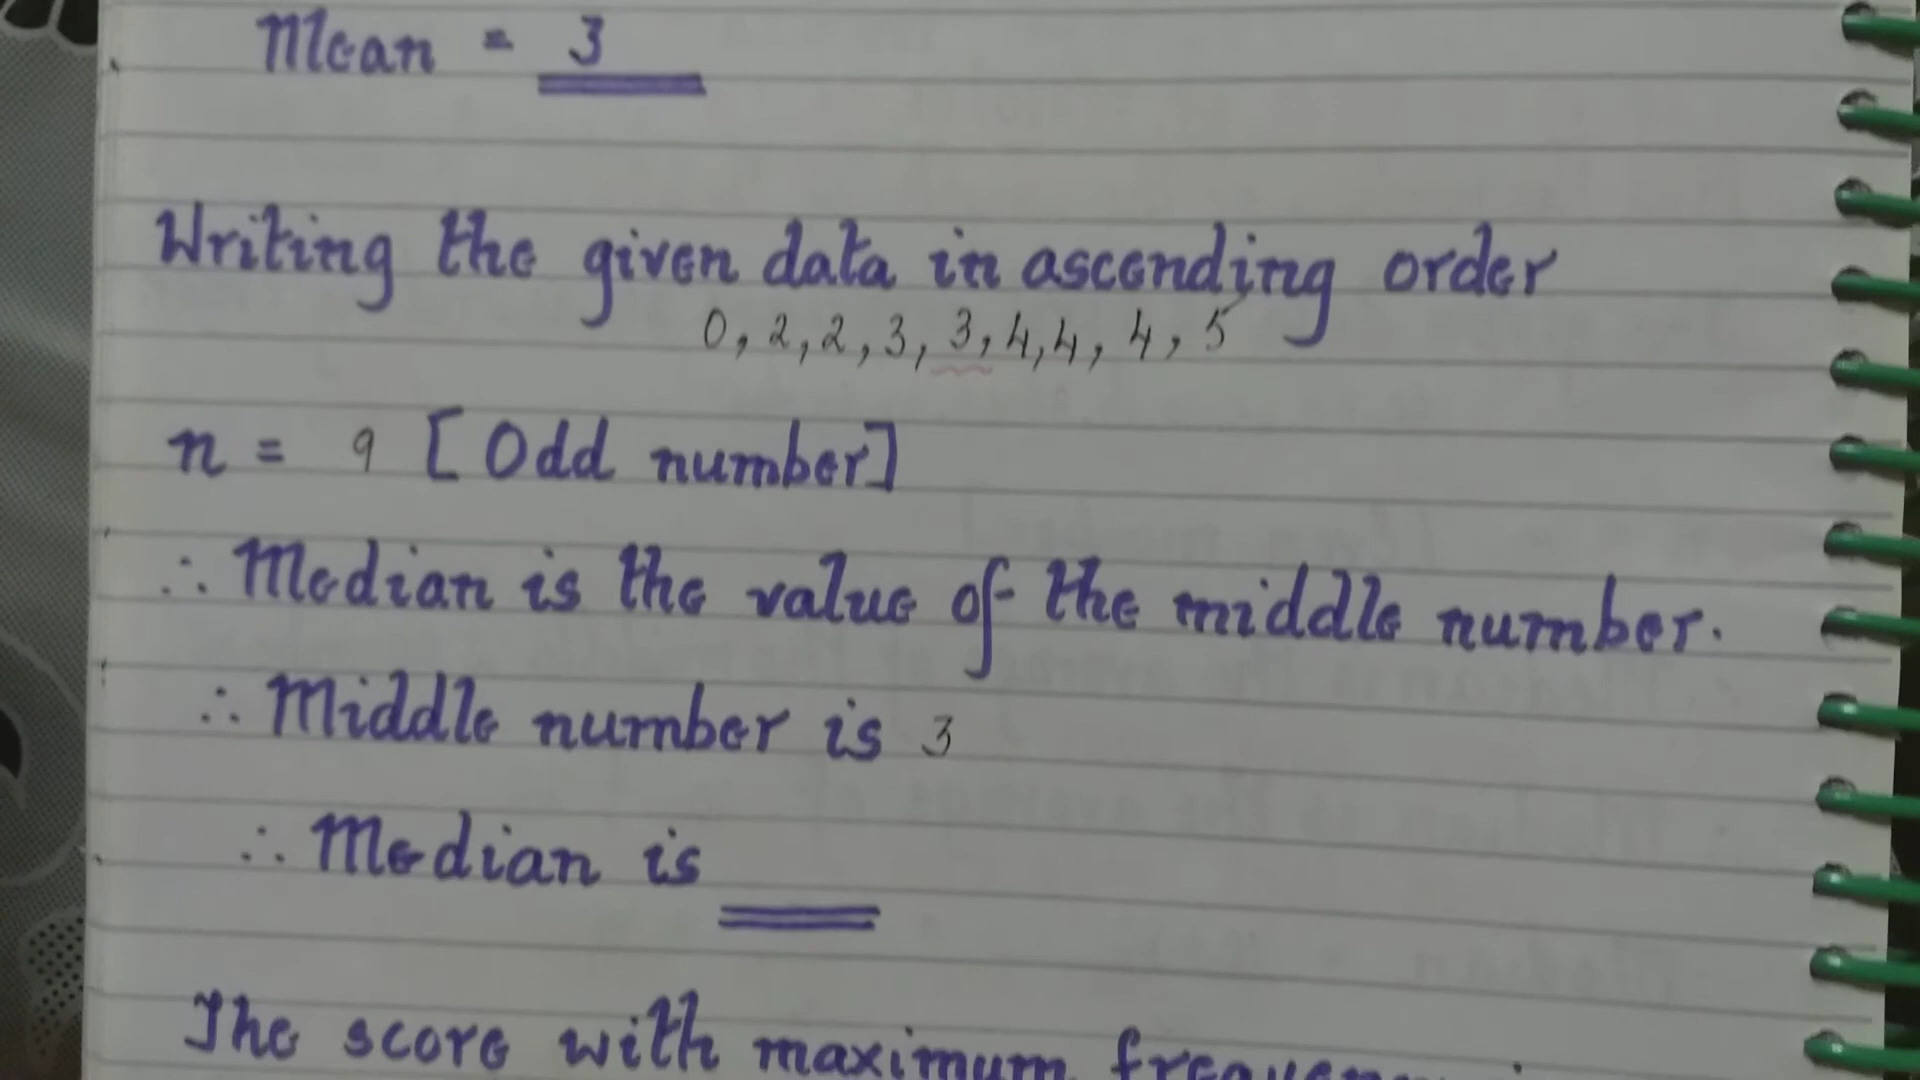 Mean = 3
Writing the given data in ascending order
0, 2, 2, 3, 3, 4, 4, 4, 5
n = 9 [Odd number]
∴ Median is the value of the middle number.
∴ Middle number is 3
∴ Median is
The score with maximum